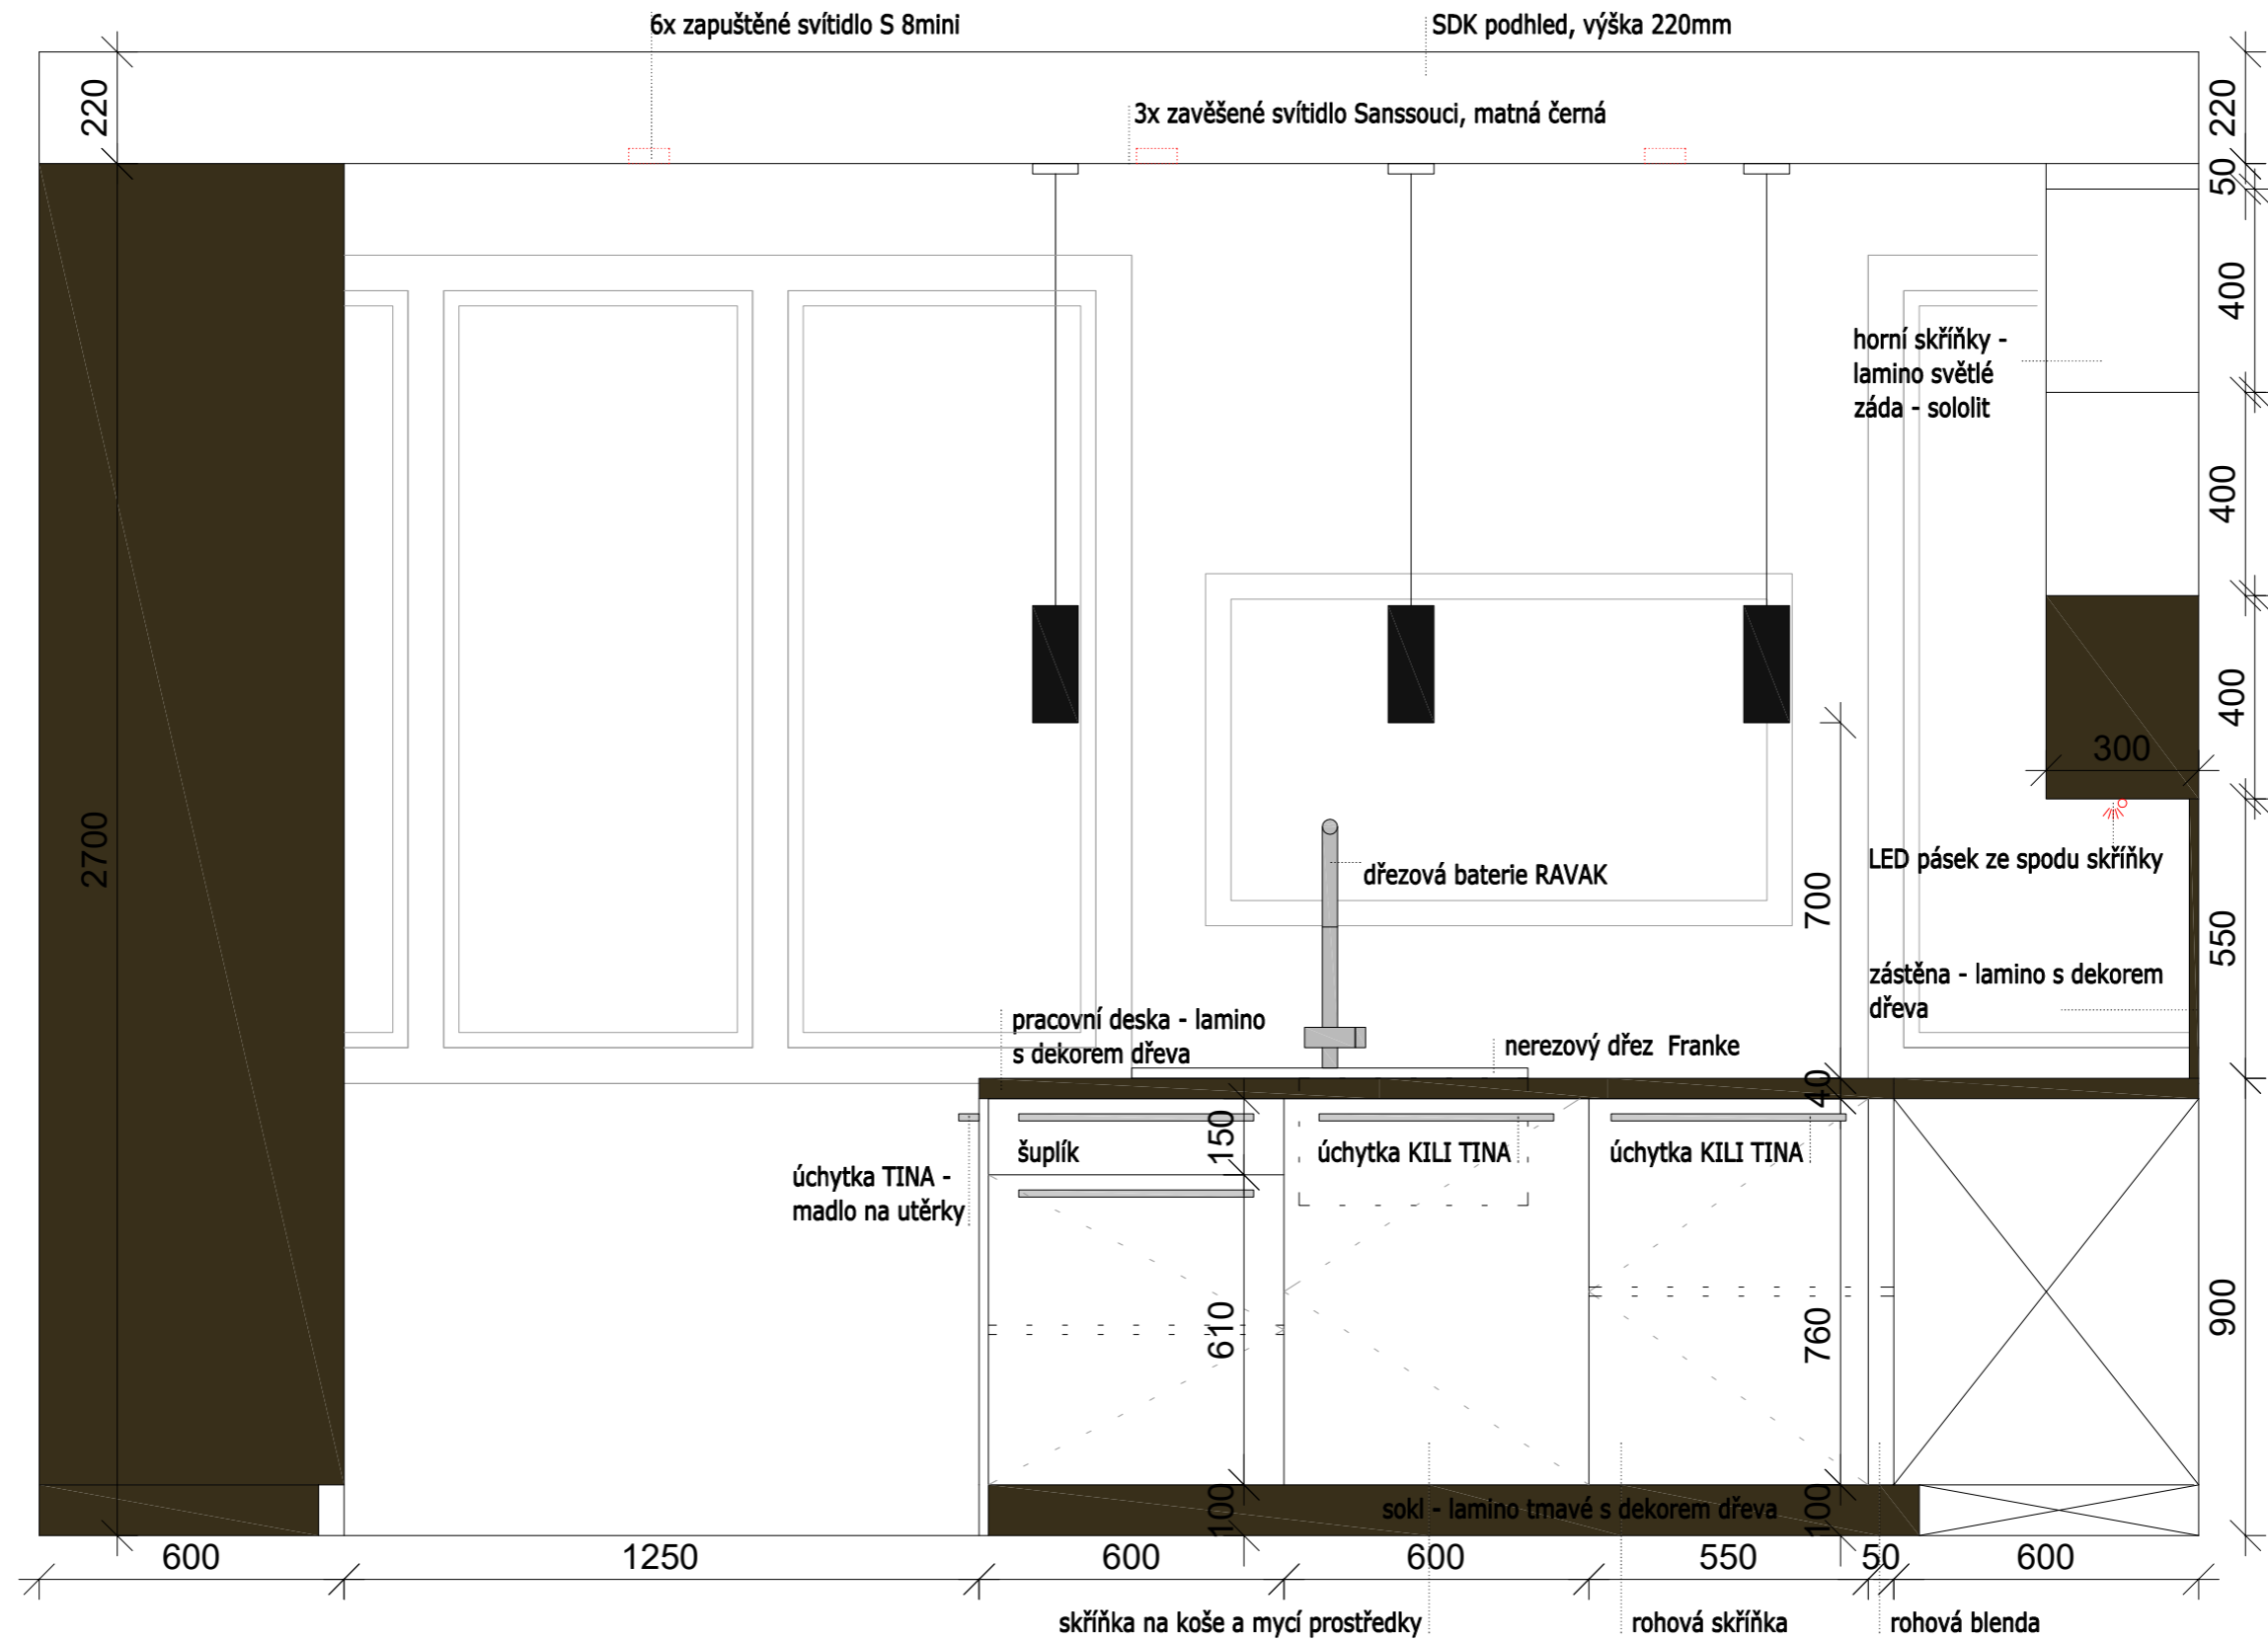 6x zapuštěné svítidlo S 8mini
SDK podhled, výška 220mm
220
220
3x zavěšené svítidlo Sanssouci, matná černá
50
400
horní skříňky -
lamino světlé
záda - sololit
400
400
300
2700
LED pásek ze spodu skříňky
dřezová baterie RAVAK
700
550
zástěna - lamino s dekorem
dřeva
pracovní deska - lamino
s dekorem dřeva
nerezový dřez Franke
40
150
šuplík
úchytka KILI TINA
úchytka KILI TINA
úchytka TINA -
madlo na utěrky
610
760
900
100
sokl - lamino tmavé s dekorem dřeva
100
600
1250
600
600
550
50
600
skříňka na koše a mycí prostředky
rohová skříňka
rohová blenda